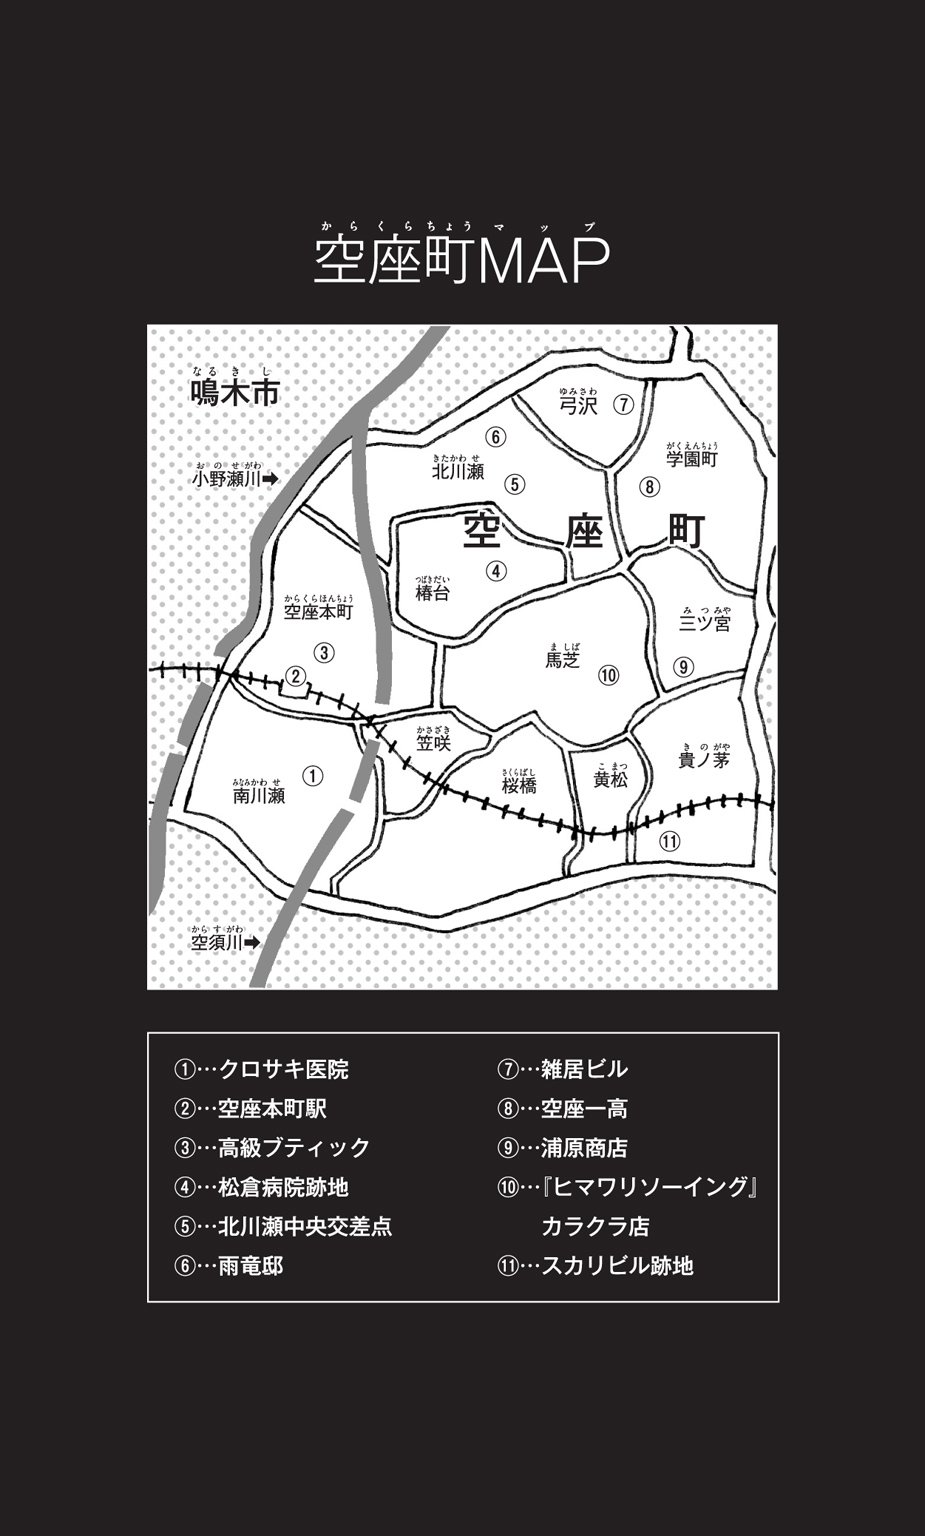 からくらちょうマップ
空座町MAP
なるきし
鳴木市
おのせがわ
小野瀬川➡
ゆみさわ
弓沢 ⑦
⑥
きたかわせ
北川瀬
⑤
がくえんちょう
学園町
⑧
空座町
④
つばきだい
椿台
からくらほんちょう
空座本町
③
②
みつみや
三ツ宮
⑨
ましば
馬芝
⑩
かさざき
笠咲
きのがや
貴ノ茅
①
みなみかわせ
南川瀬
さくらばし
桜橋
こまつ
黄松
⑪
からすがわ
空須川➡
①…クロサキ医院
②…空座本町駅
③…高級ブティック
④…松倉病院跡地
⑤…北川瀬中央交差点
⑥…雨竜邸
⑦…雑居ビル
⑧…空座一高
⑨…浦原商店
⑩…『ヒマワリソーイング』
カラクラ店
⑪…スカリビル跡地